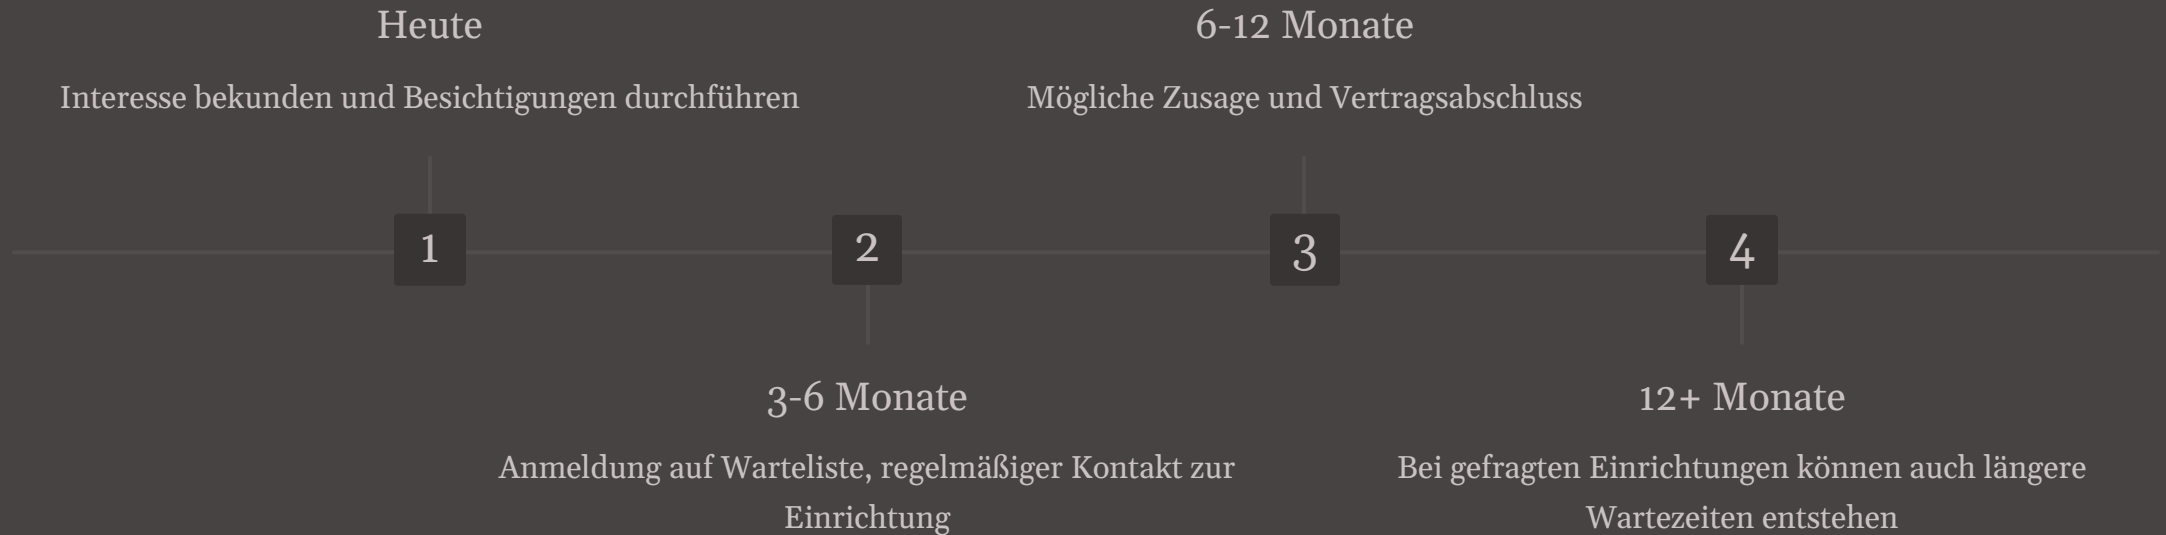 Heute
Interesse bekunden und Besichtigungen durchführen
1
2
3-6 Monate
Anmeldung auf Warteliste, regelmäßiger Kontakt zur
Einrichtung
6-12 Monate
Mögliche Zusage und Vertragsabschluss
3
4
12+ Monate
Bei gefragten Einrichtungen können auch längere
Wartezeiten entstehen